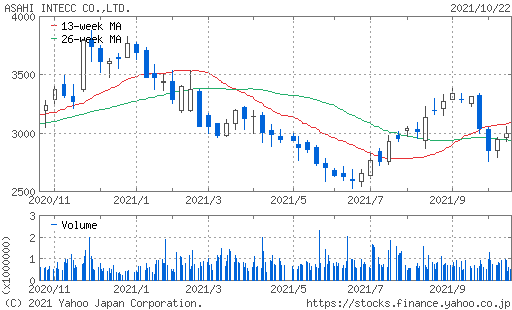 ASAHI INTECC CO.,LTD. 2021/10/22
4000
13-week MA
26-week MA
3500
3000
2500
2020/11 2021/1 2021/3 2021/5 2021/7 2021/9
3
Volume
2
1
0
(x1000000)
2020/11 2021/1 2021/3 2021/5 2021/7 2021/9
(C) 2021 Yahoo Japan Corporation. https://stocks.finance.yahoo.co.jp/